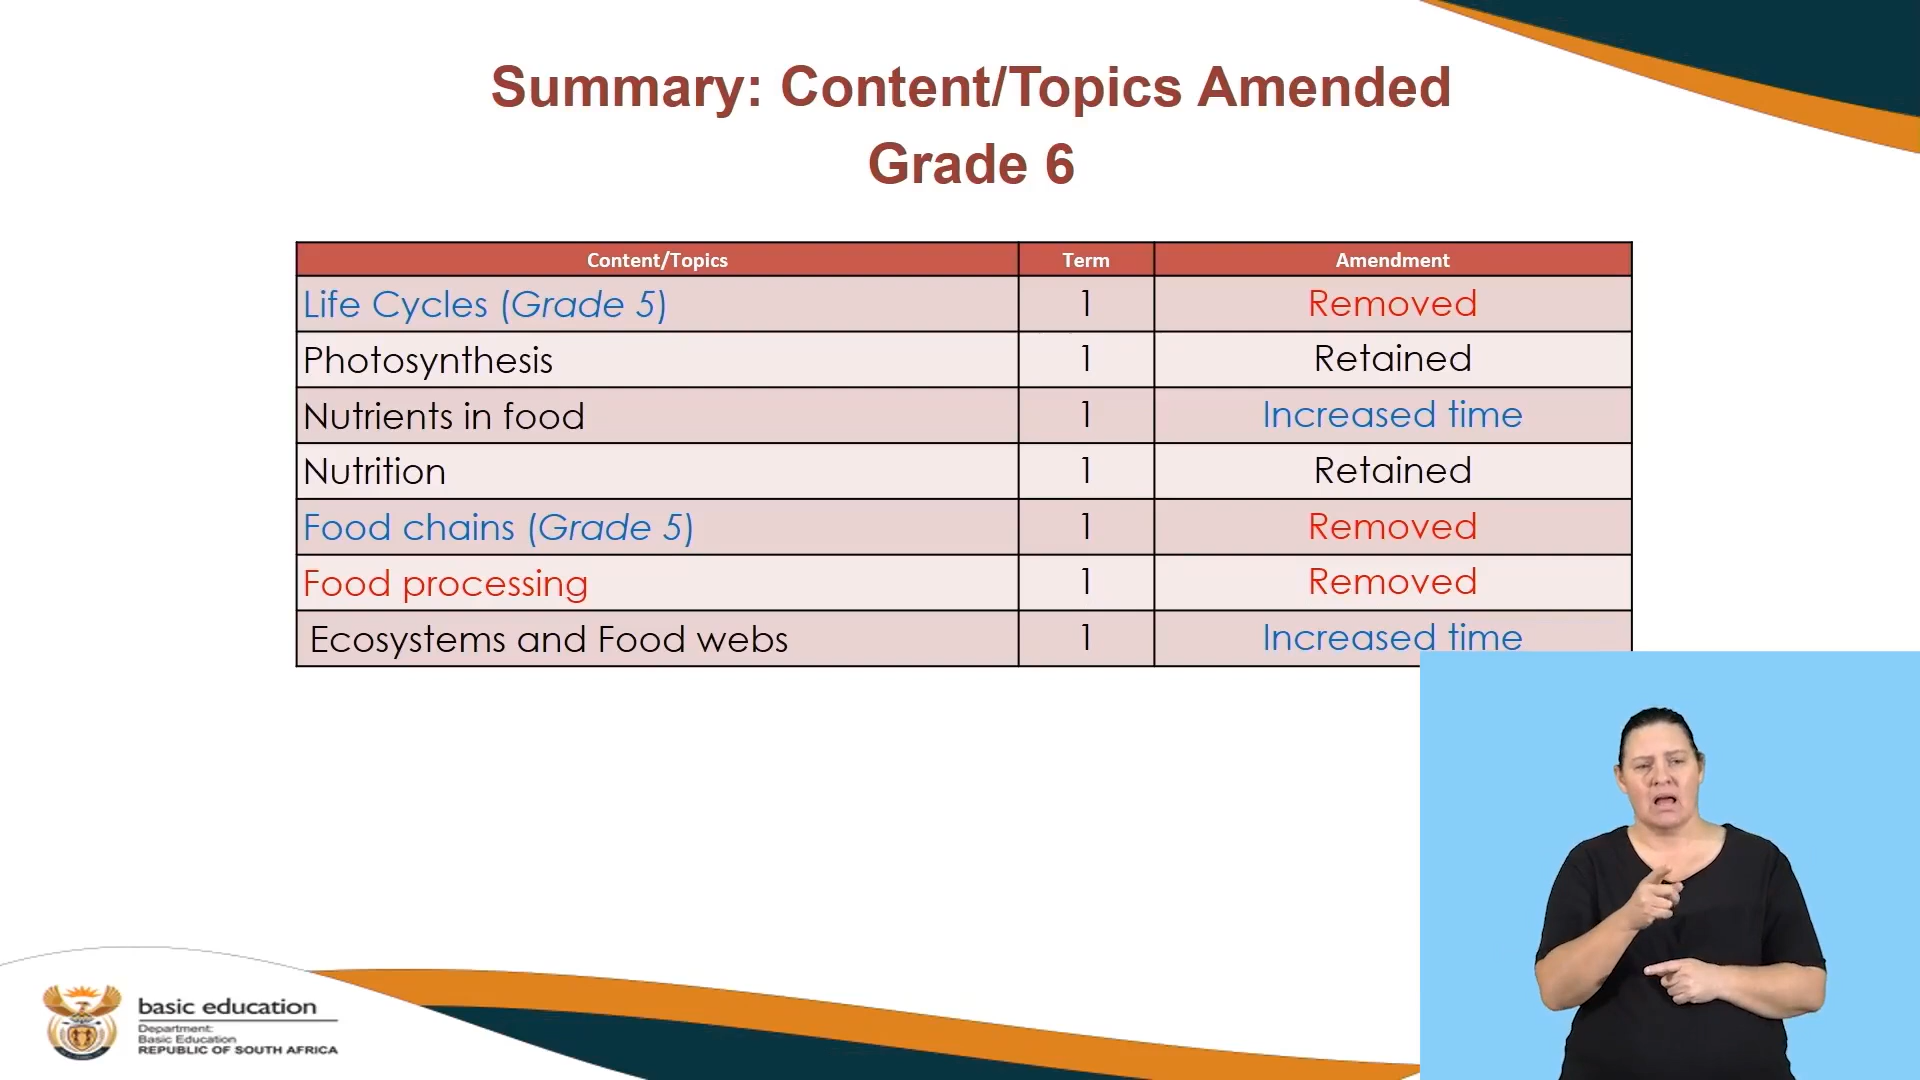 Summary: Content/Topics Amended
Grade 6
Content/Topics Term Amendment
Life Cycles (Grade 5) 1 Removed
Photosynthesis 1 Retained
Nutrients in food 1 Increased time
Nutrition 1 Retained
Food chains (Grade 5) 1 Removed
Food processing 1 Removed
Ecosystems and Food webs 1 Increased time
basic education
Department:
Basic Education
REPUBLIC OF SOUTH AFRICA